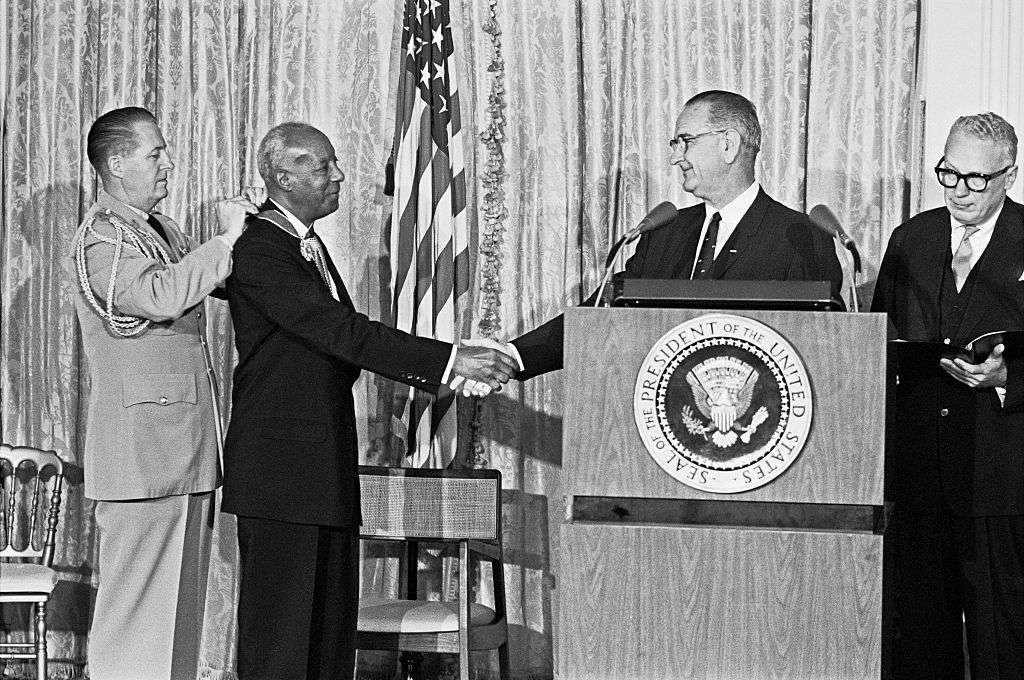 SEAL OF THE PRESIDENT OF THE UNITED STATES